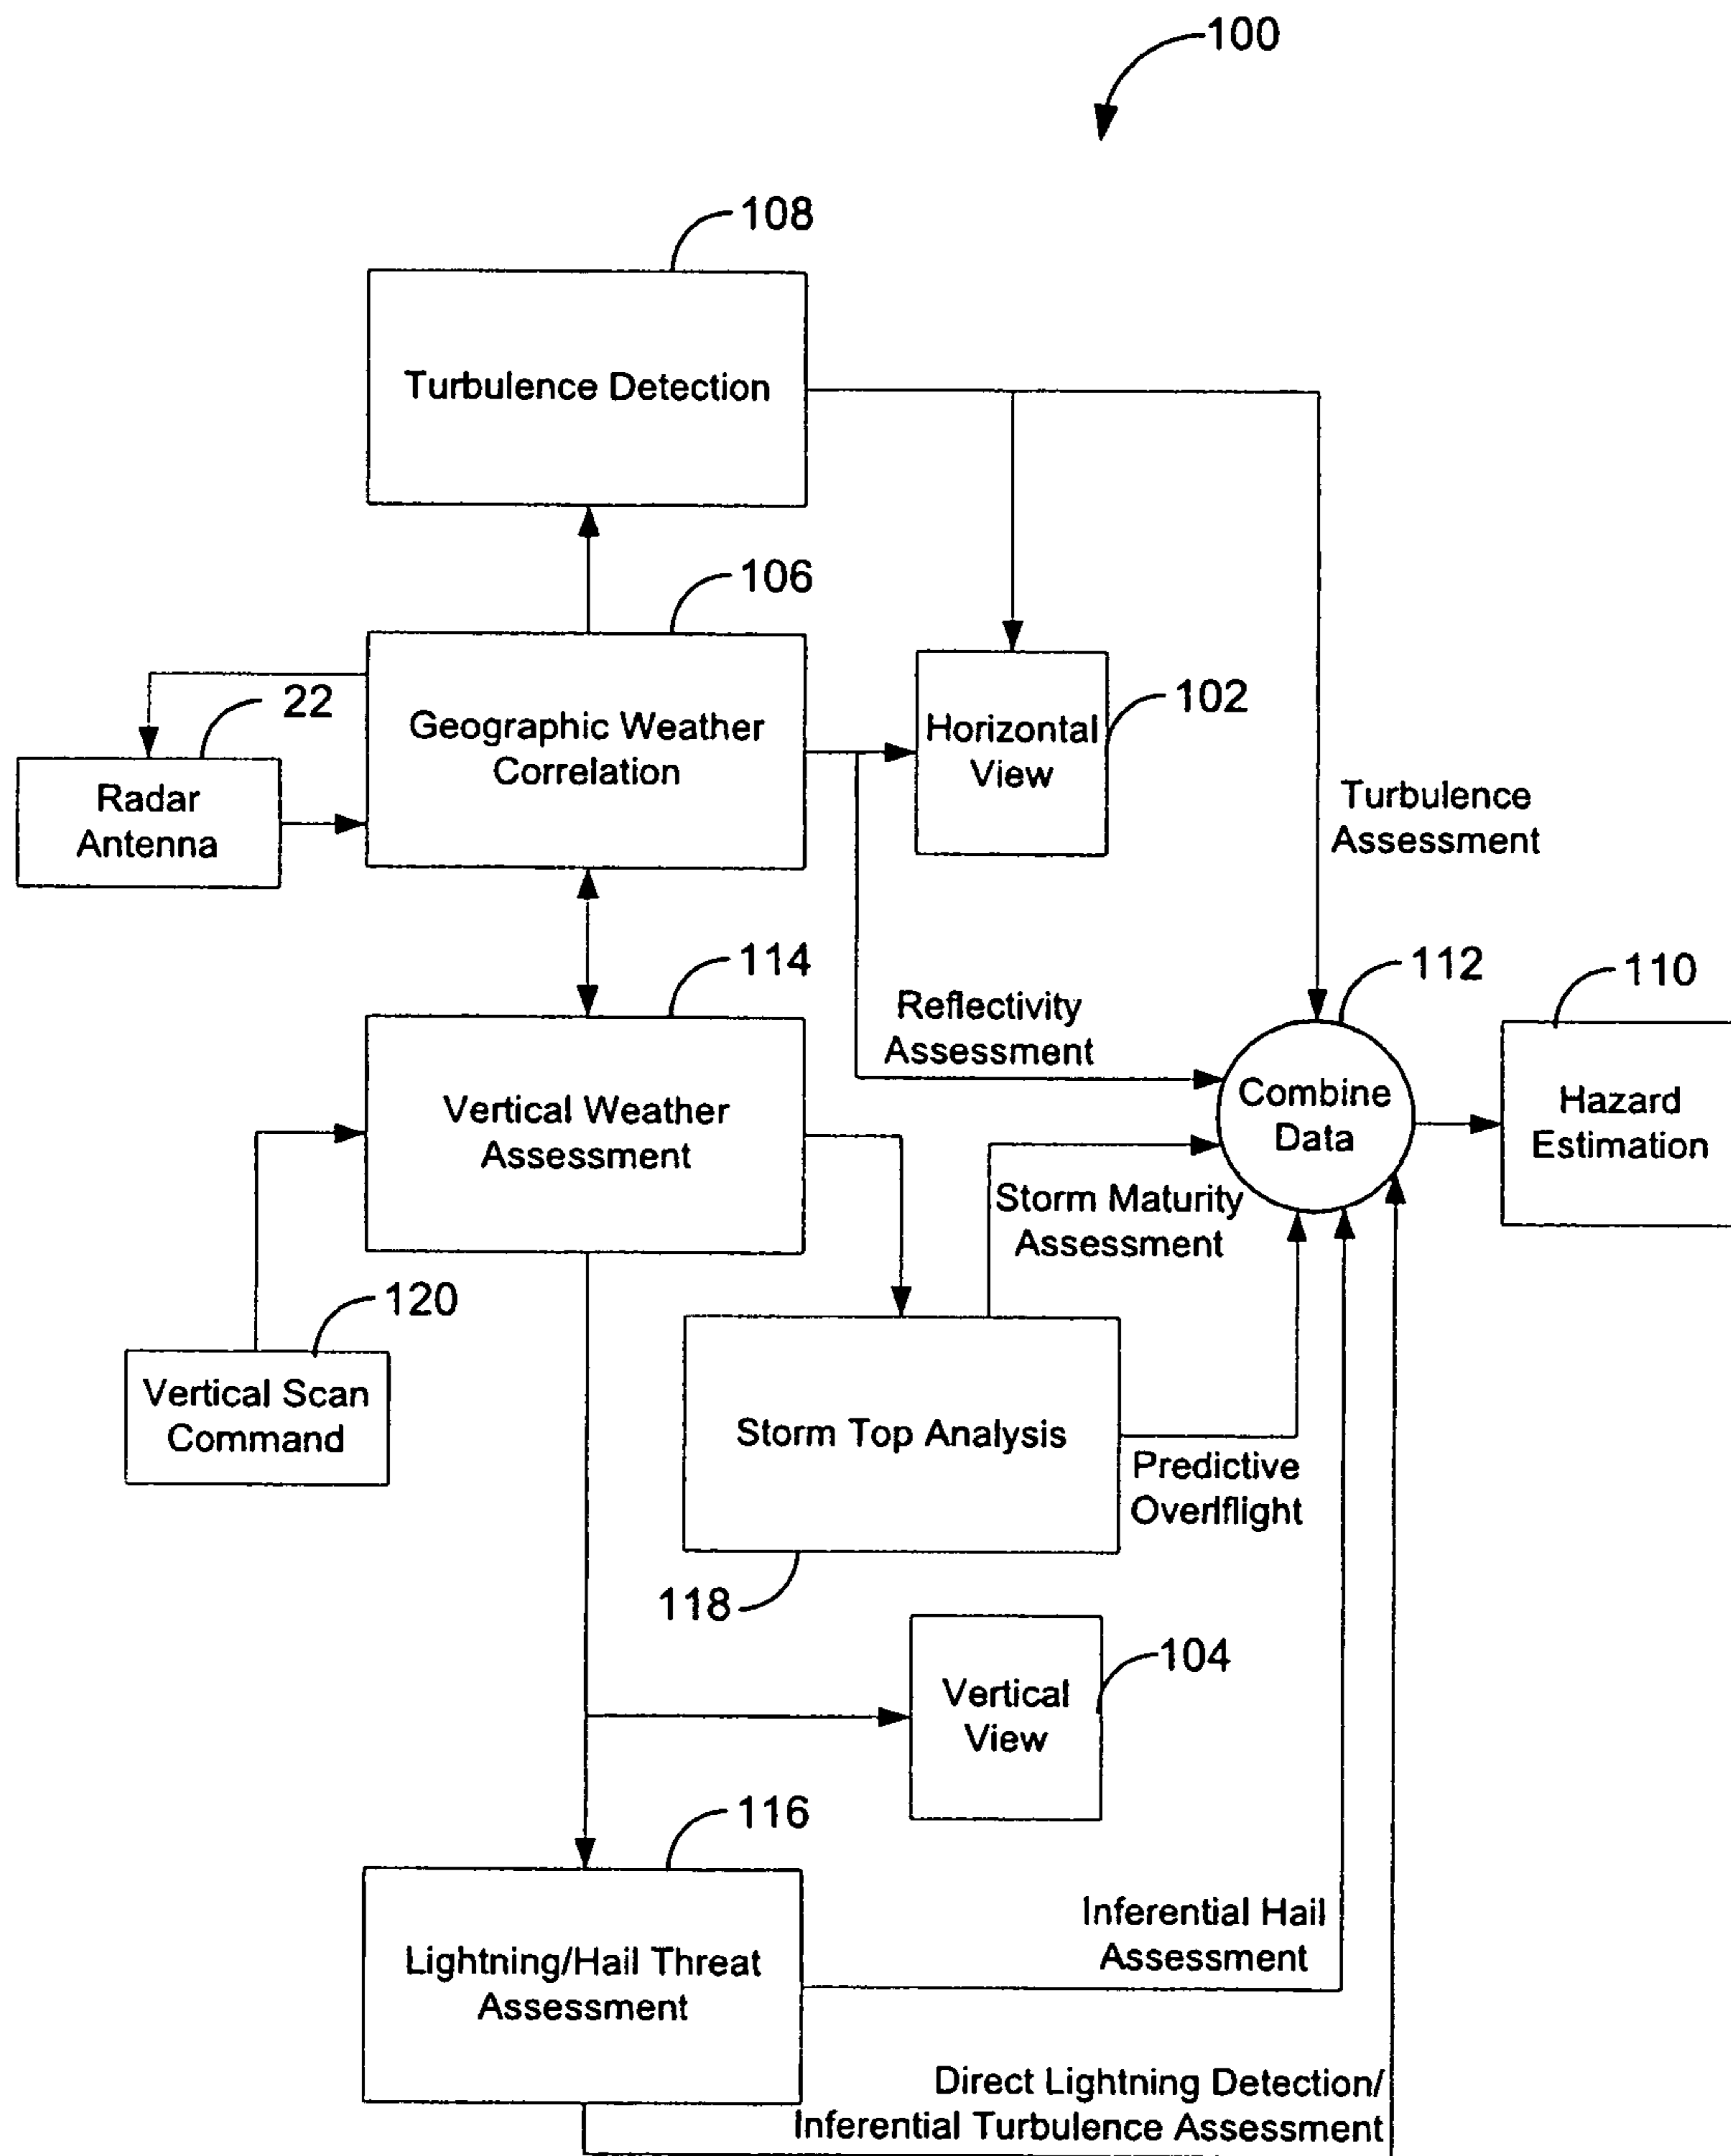 100
108
Turbulence Detection
106
22
Geographic Weather
Correlation
Horizontal
View
102
Radar
Antenna
Turbulence
Assessment
114
112
110
Reflectivity
Assessment
Vertical Weather
Assessment
Combine
Data
Hazard
Estimation
Storm Maturity
Assessment
120
Vertical Scan
Command
Storm Top Analysis
Predictive
Overlflight
118
104
Vertical
View
116
Inferential Hail
Assessment
Lightning/Hail Threat
Assessment
Direct Lightning Detection/
Inferential Turbulence Assessment